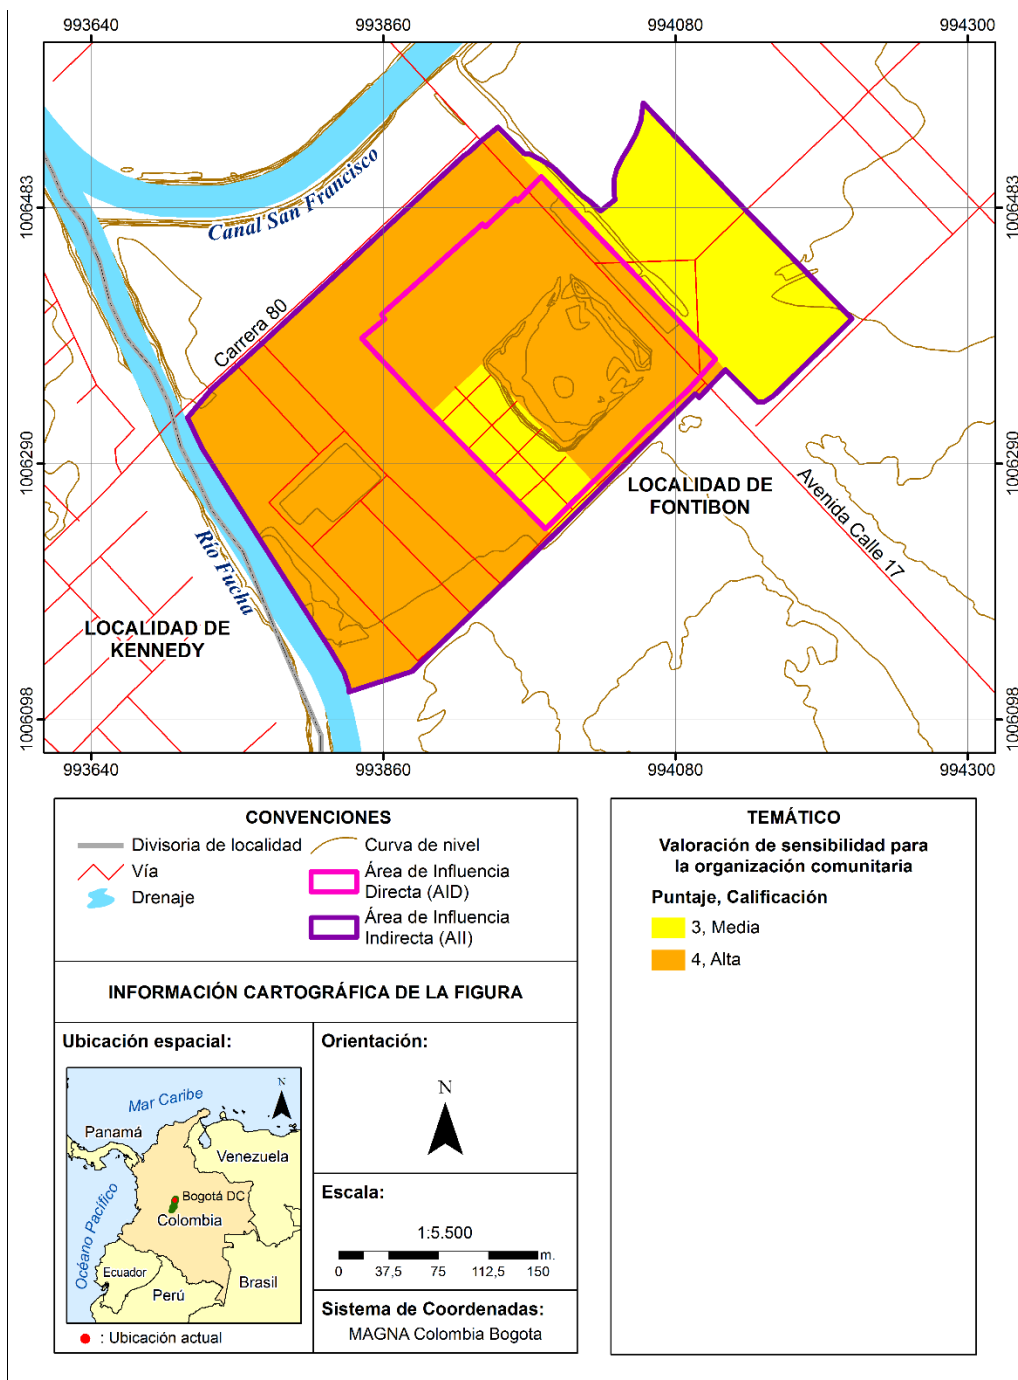 993640
993860
994080
994300
1006483
1006483
Canal San Francisco
Carrera 80
1006290
1006290
LOCALIDAD DE
FONTIBON
Avenida Calle 17
Río Fucha
LOCALIDAD DE
KENNEDY
1006098
1006098
993640
993860
994080
994300
CONVENCIONES
Divisoria de localidad
Vía
Drenaje
Curva de nivel
Área de Influencia
Directa (AID)
Área de Influencia
Indirecta (AII)
INFORMACIÓN CARTOGRÁFICA DE LA FIGURA
Ubicación espacial:
N
Mar Caribe
Panamá
Venezuela
Bogotá DC
Colombia
Océano Pacífico
Ecuador
Perú
Brasil
: Ubicación actual
Orientación:
N
Escala:
1:5.500
m.
0 37,5 75 112,5 150
Sistema de Coordenadas:
MAGNA Colombia Bogota
TEMÁTICO
Valoración de sensibilidad para
la organización comunitaria
Puntaje, Calificación
3, Media
4, Alta